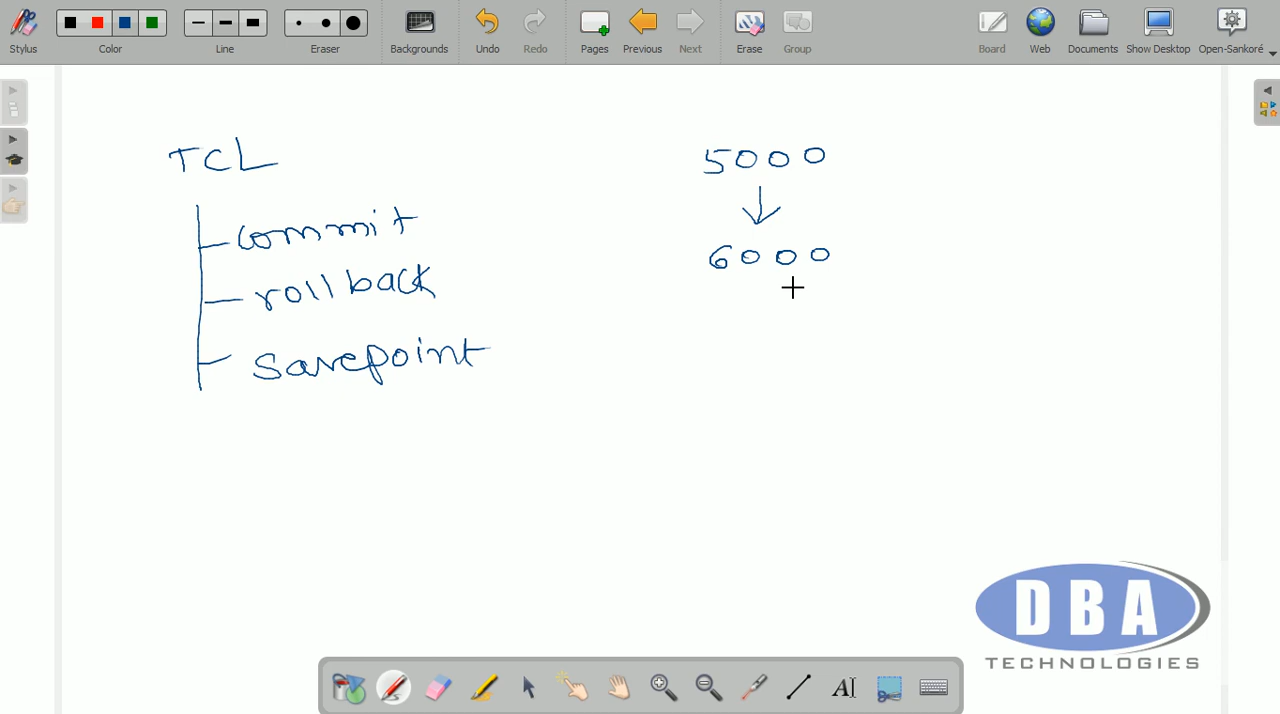 Stylus
Color
Line
Eraser
Backgrounds
Undo
Redo
Pages
Previous
Next
Erase
Group
Board
Web
Documents
Show Desktop
Open-Sankoré
TCL
commit
rollback
savepoint
5000
6000
DBA
TECHNOLOGIES